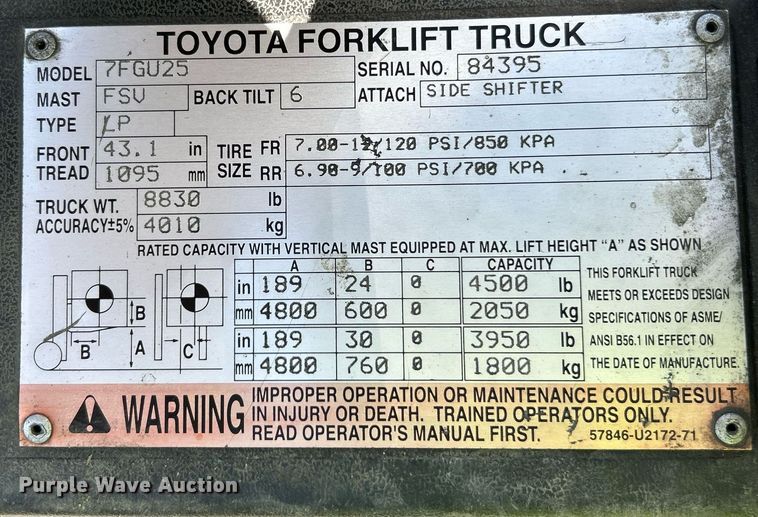 TOYOTA FORKLIFT TRUCK
MODEL 7FGU25 SERIAL NO. 84395
MAST FSV BACK TILT 6 ATTACH SIDE SHIFTER
TYPE LP
FRONT TREAD 43.1 in TIRE SIZE FR 7.00-12/120 PSI/850 KPA
1095 mm RR 6.90-9/100 PSI/700 KPA
TRUCK WT. 8830 lb
ACCURACY±5% 4010 kg
RATED CAPACITY WITH VERTICAL MAST EQUIPPED AT MAX. LIFT HEIGHT "A" AS SHOWN
A B C CAPACITY
in 189 24 0 4500 lb
mm 4800 600 0 2050 kg
in 189 30 0 3950 lb
mm 4800 760 0 1800 kg
B
B A C
THIS FORKLIFT TRUCK
MEETS OR EXCEEDS DESIGN
SPECIFICATIONS OF ASME/
ANSI B56.1 IN EFFECT ON
THE DATE OF MANUFACTURE.
WARNING
IMPROPER OPERATION OR MAINTENANCE COULD RESULT
IN INJURY OR DEATH. TRAINED OPERATORS ONLY.
READ OPERATOR'S MANUAL FIRST. 57846-U2172-71
Purple Wave Auction